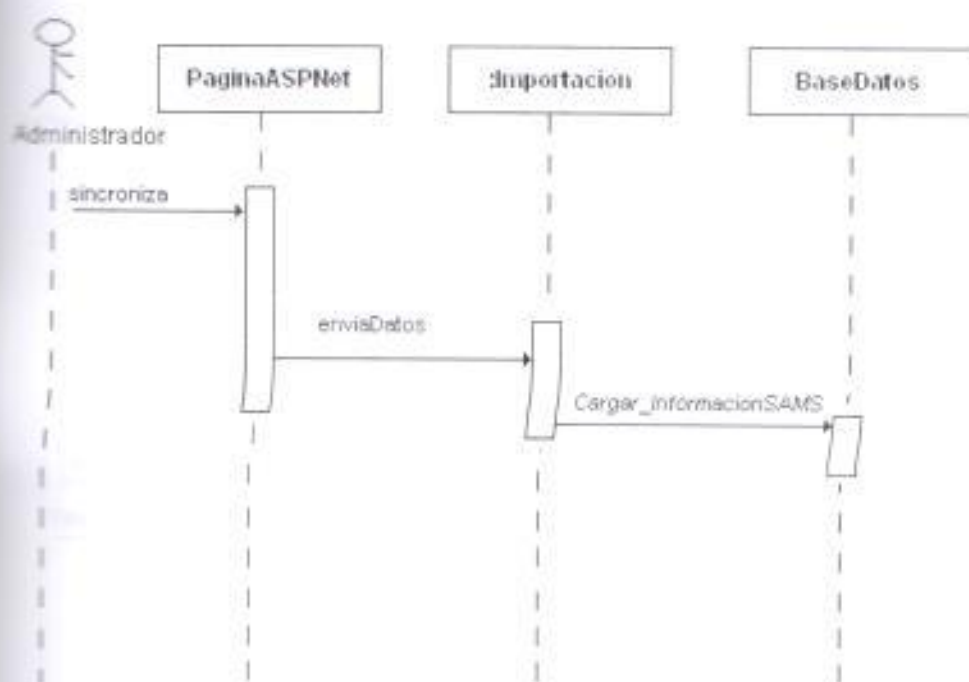 PaginaASPNet
:Importacion
BaseDatos
Administrador
sincroniza
enviaDatos
Cargar_InformacionSAMS